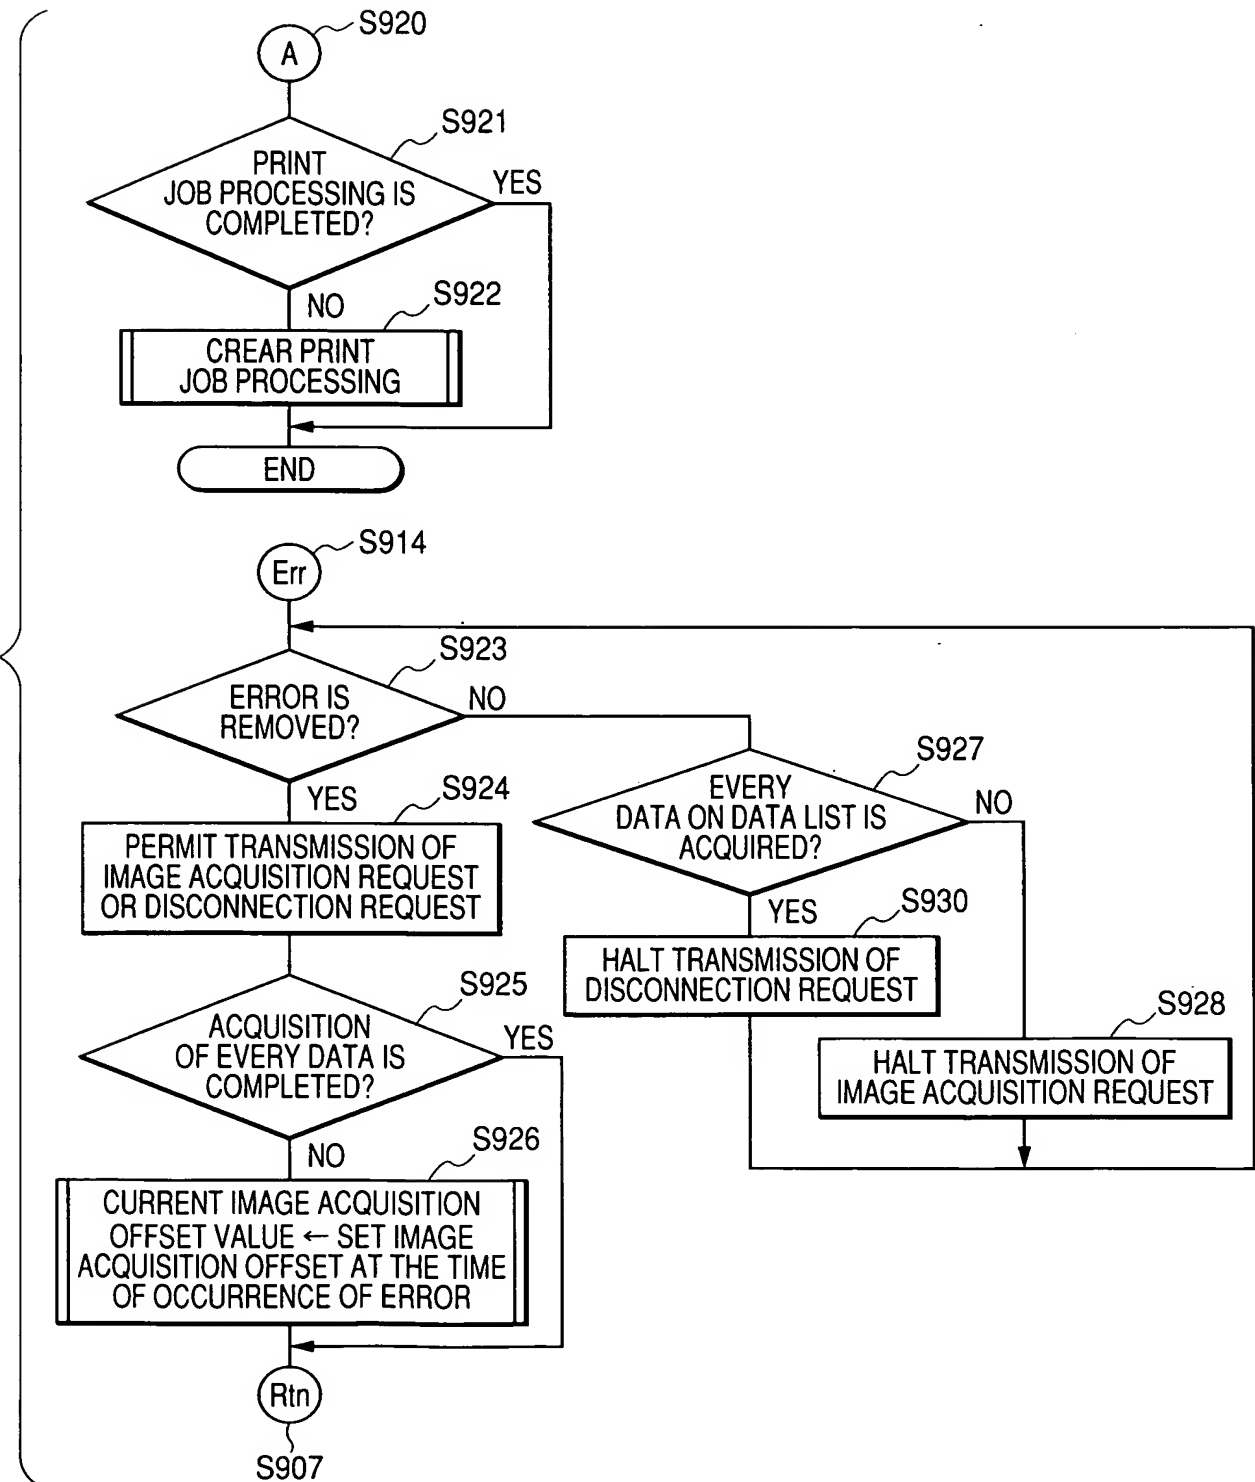 A
S920
S921
PRINT
JOB PROCESSING IS
COMPLETED?
YES
NO
S922
CREAR PRINT
JOB PROCESSING
END
Err
S914
S923
ERROR IS
REMOVED?
NO
YES
S924
PERMIT TRANSMISSION OF
IMAGE ACQUISITION REQUEST
OR DISCONNECTION REQUEST
S927
EVERY
DATA ON DATA LIST IS
ACQUIRED?
NO
YES
S930
HALT TRANSMISSION OF
DISCONNECTION REQUEST
S928
HALT TRANSMISSION OF
IMAGE ACQUISITION REQUEST
S925
ACQUISITION
OF EVERY DATA IS
COMPLETED?
YES
NO
S926
CURRENT IMAGE ACQUISITION
OFFSET VALUE ← SET IMAGE
ACQUISITION OFFSET AT THE TIME
OF OCCURRENCE OF ERROR
Rtn
S907